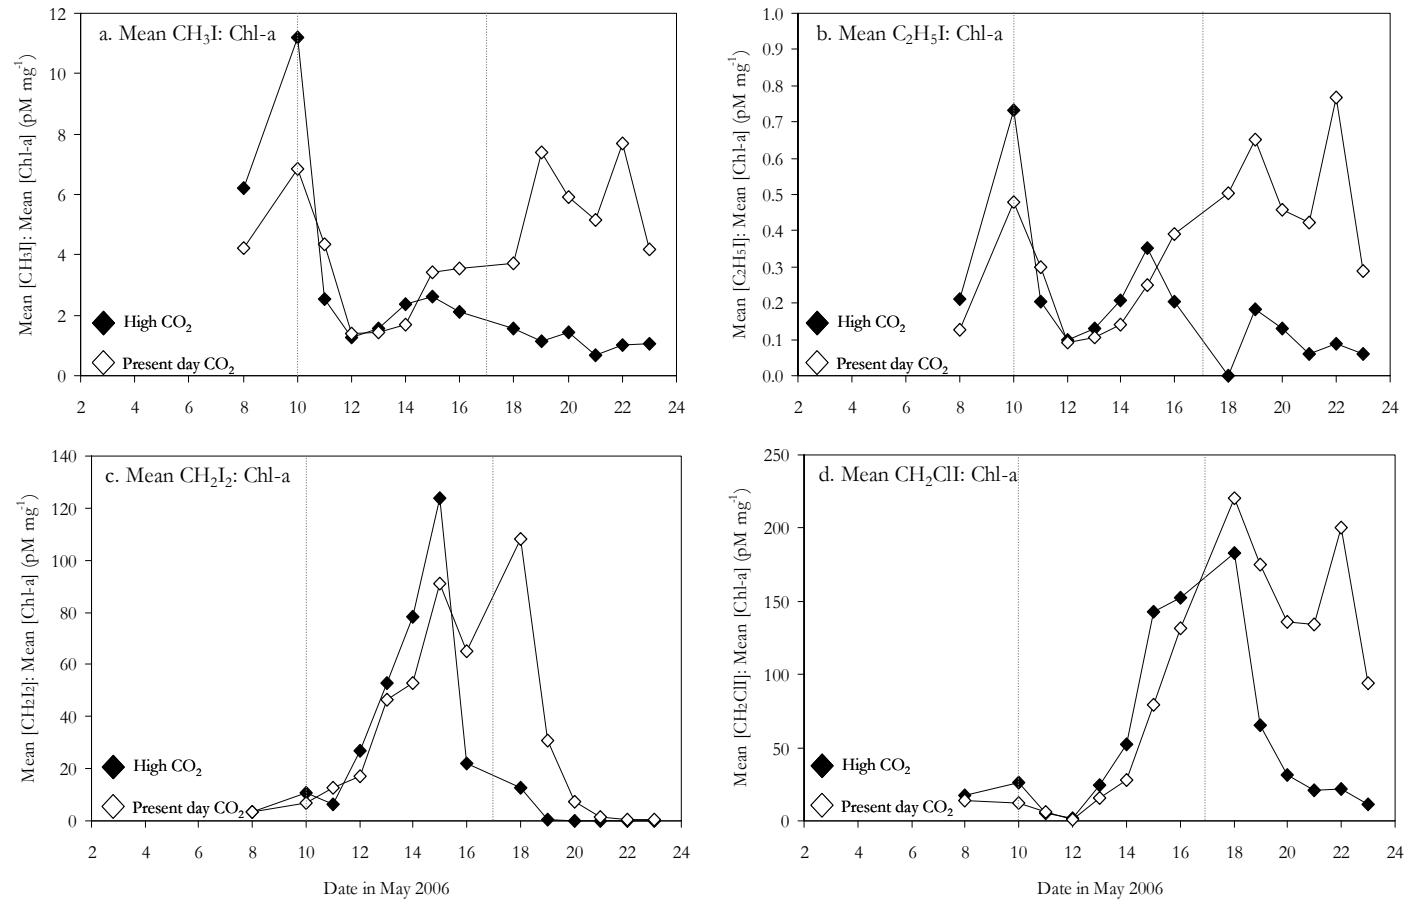 a. Mean CH₃I: Chl-a
Mean [CH3I]: Mean [Chl-a] (pM mg⁻¹)
12
10
8
6
4
2
0
High CO₂
Present day CO₂
2 4 6 8 10 12 14 16 18 20 22 24
b. Mean C₂H₅I: Chl-a
Mean [C2H5I]: Mean [Chl-a] (pM mg⁻¹)
1.0
0.9
0.8
0.7
0.6
0.5
0.4
0.3
0.2
0.1
0.0
High CO₂
Present day CO₂
2 4 6 8 10 12 14 16 18 20 22 24
c. Mean CH₂I₂: Chl-a
Mean [CH2I2]: Mean [Chl-a] (pM mg⁻¹)
140
120
100
80
60
40
20
0
High CO₂
Present day CO₂
2 4 6 8 10 12 14 16 18 20 22 24
Date in May 2006
d. Mean CH₂ClI: Chl-a
Mean [CH2ClI]: Mean [Chl-a] (pM mg⁻¹)
250
200
150
100
50
0
High CO₂
Present day CO₂
2 4 6 8 10 12 14 16 18 20 22 24
Date in May 2006